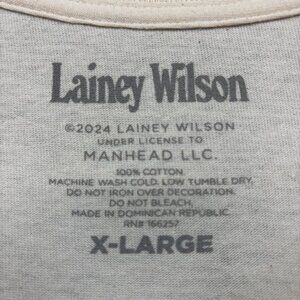 Lainey Wilson
©2024 LAINEY WILSON
UNDER LICENSE TO
MANHEAD LLC.
100% COTTON
MACHINE WASH COLD. LOW TUMBLE DRY.
DO NOT IRON OVER DECORATION.
DO NOT BLEACH,
MADE IN DOMINICAN REPUBLIC.
RN# 166257
X-LARGE